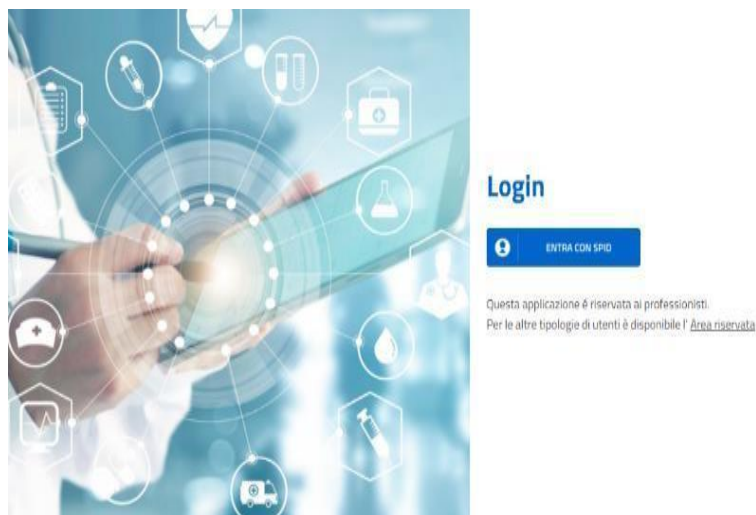 Login
ENTRA CON SPID
Questa applicazione é riservata ai professionisti.
Per le altre tipologie di utenti è disponibile l' Area riservata